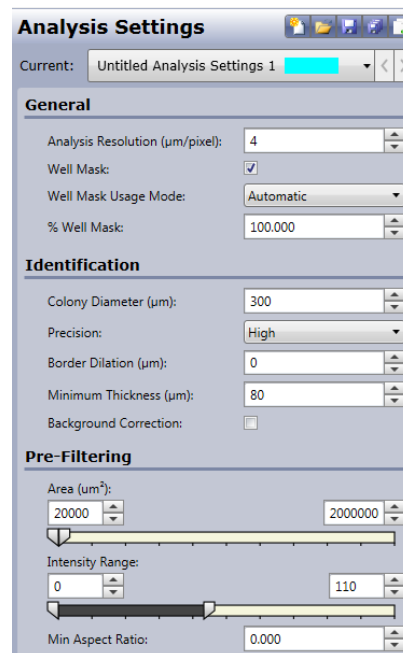 Analysis Settings
Current: Untitled Analysis Settings 1
General
Analysis Resolution (µm/pixel): 4
Well Mask:
Well Mask Usage Mode: Automatic
% Well Mask: 100.000
Identification
Colony Diameter (µm): 300
Precision: High
Border Dilation (µm): 0
Minimum Thickness (µm): 80
Background Correction:
Pre-Filtering
Area (um²):
20000 2000000
Intensity Range:
0 110
Min Aspect Ratio: 0.000